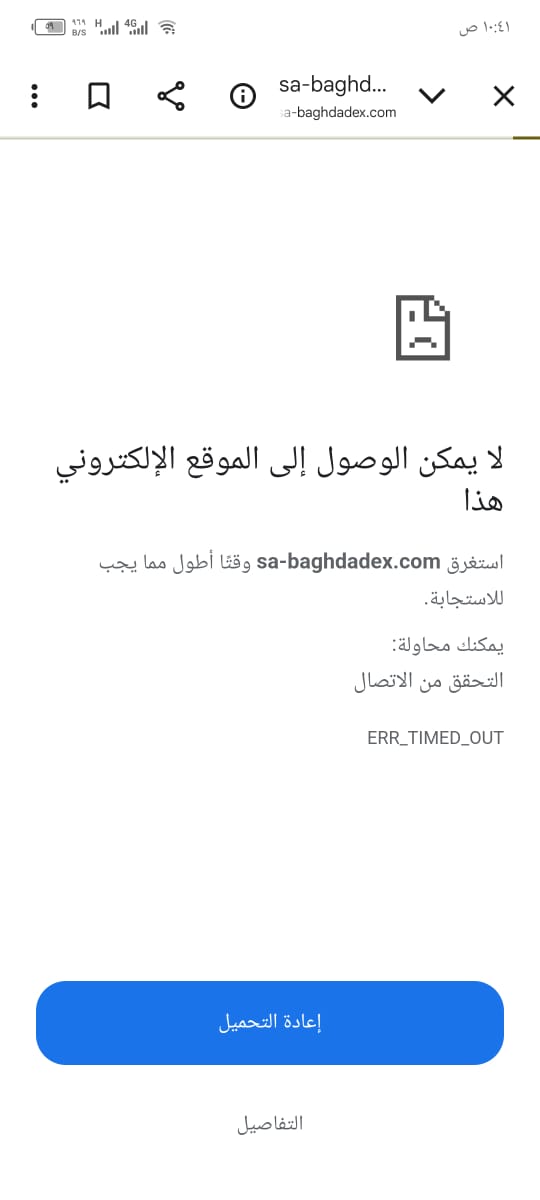 ١٠:٤١ ص
٩٦٩
B/S
H
4G
sa-baghd...
sa-baghdadex.com
لا يمكن الوصول إلى الموقع الإلكتروني
هذا
استغرق sa-baghdadex.com وقتًا أطول مما يجب
للاستجابة.
يمكنك محاولة:
التحقق من الاتصال
ERR_TIMED_OUT
إعادة التحميل
التفاصيل